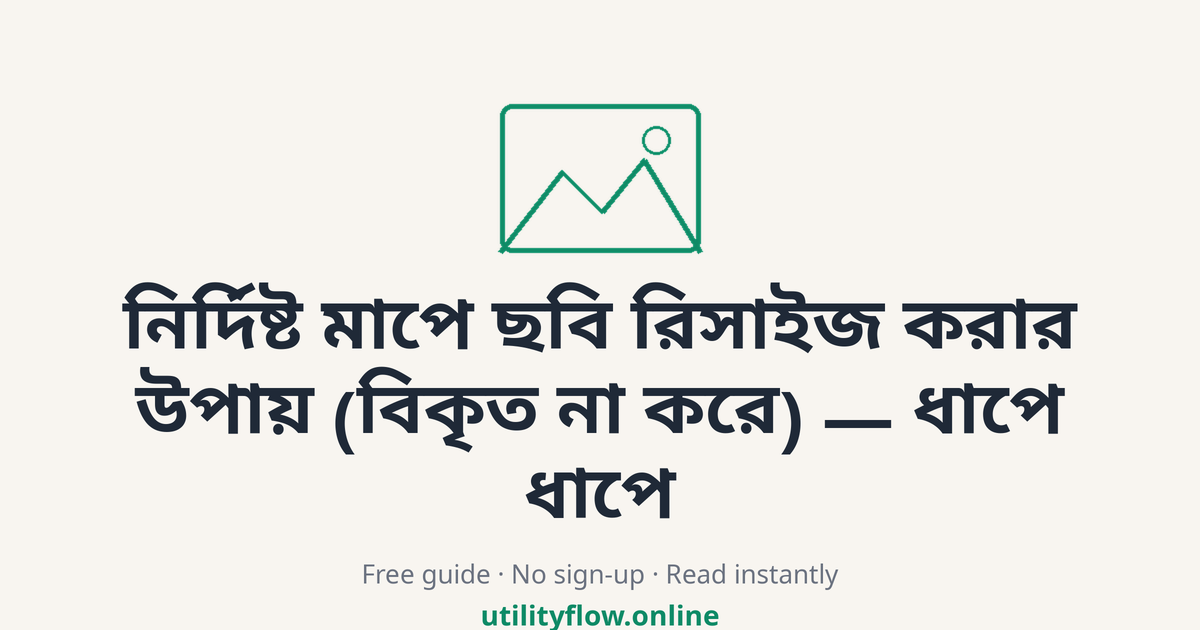 নির্দিষ্ট মাপে ছবি রিসাইজ করার
উপায় (বিকৃত না করে) — ধাপে
ধাপে
Free guide · No sign-up · Read instantly
utilityflow.online